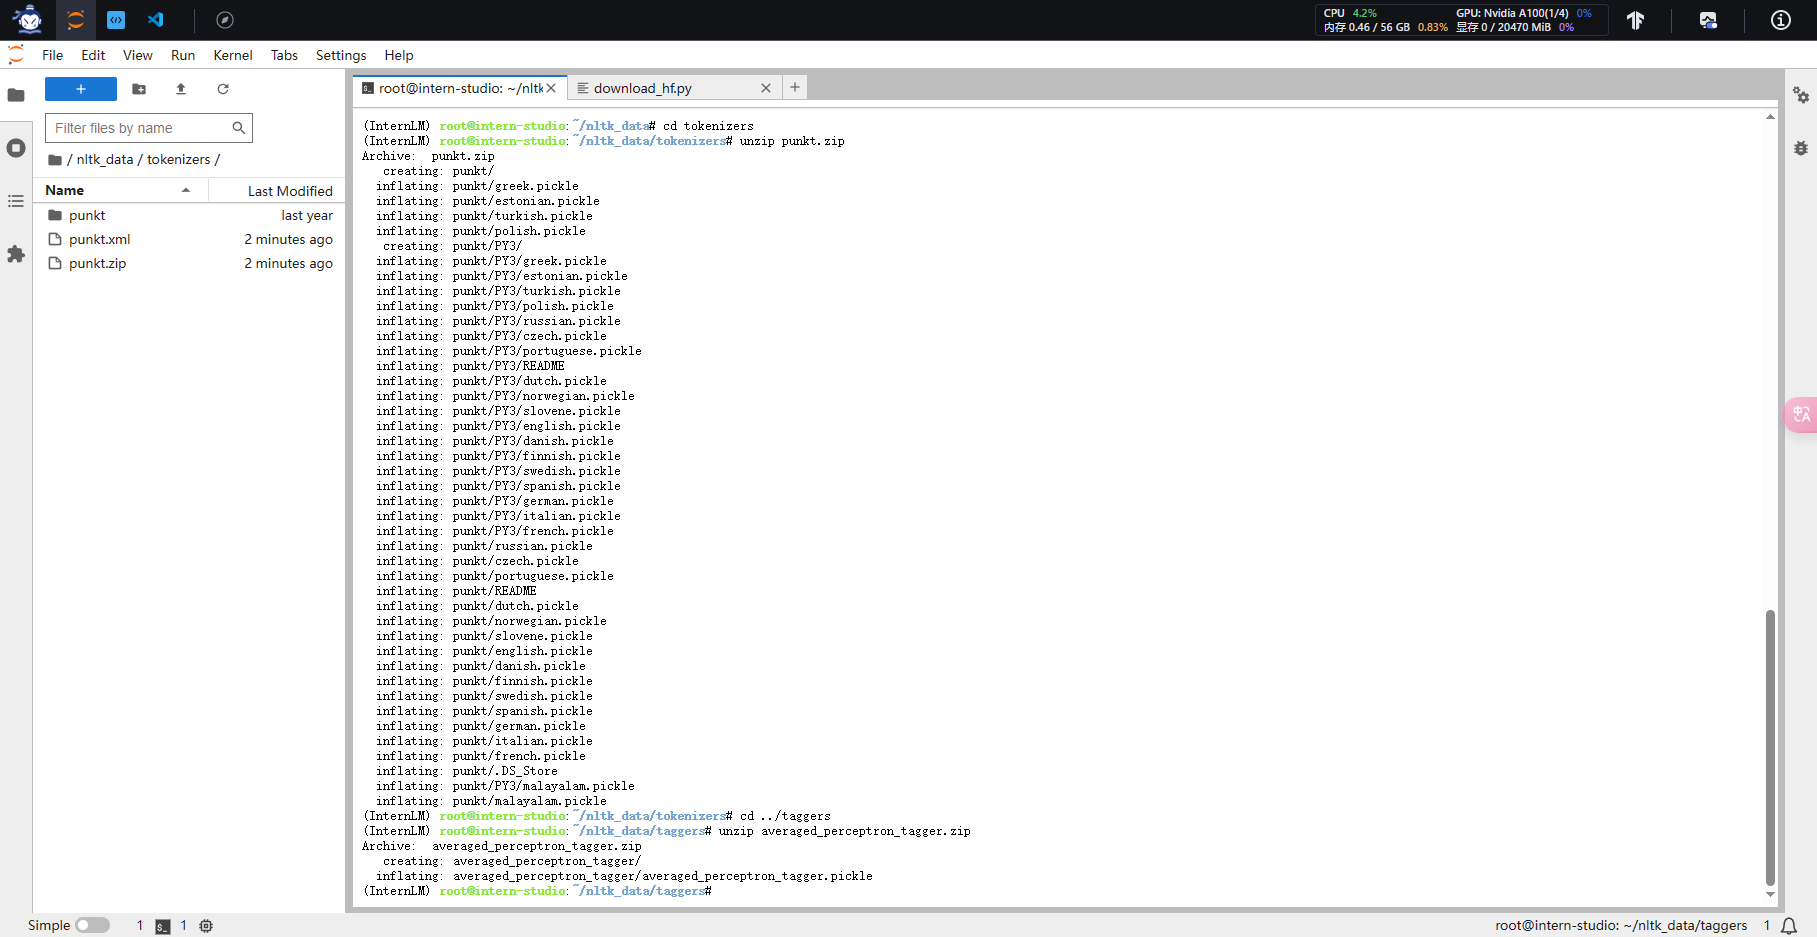 CPU 4.2% GPU: Nvidia A100(1/4) 0%
内存 0.46 / 56 GB 0.83% 显存 0 / 20470 MiB 0%
File Edit View Run Kernel Tabs Settings Help
+
root@intern-studio: ~/nltk
download_hf.py
+
Filter files by name
/ nltk_data / tokenizers /
Name Last Modified
punkt last year
punkt.xml 2 minutes ago
punkt.zip 2 minutes ago
(InternLM) root@intern-studio:~/nltk_data# cd tokenizers
(InternLM) root@intern-studio:~/nltk_data/tokenizers# unzip punkt.zip
Archive:  punkt.zip
   creating: punkt/
  inflating: punkt/greek.pickle
  inflating: punkt/estonian.pickle
  inflating: punkt/turkish.pickle
  inflating: punkt/polish.pickle
   creating: punkt/PY3/
  inflating: punkt/PY3/greek.pickle
  inflating: punkt/PY3/estonian.pickle
  inflating: punkt/PY3/turkish.pickle
  inflating: punkt/PY3/polish.pickle
  inflating: punkt/PY3/russian.pickle
  inflating: punkt/PY3/czech.pickle
  inflating: punkt/PY3/portuguese.pickle
  inflating: punkt/PY3/README
  inflating: punkt/PY3/dutch.pickle
  inflating: punkt/PY3/norwegian.pickle
  inflating: punkt/PY3/slovene.pickle
  inflating: punkt/PY3/english.pickle
  inflating: punkt/PY3/danish.pickle
  inflating: punkt/PY3/finnish.pickle
  inflating: punkt/PY3/swedish.pickle
  inflating: punkt/PY3/spanish.pickle
  inflating: punkt/PY3/german.pickle
  inflating: punkt/PY3/italian.pickle
  inflating: punkt/PY3/french.pickle
  inflating: punkt/russian.pickle
  inflating: punkt/czech.pickle
  inflating: punkt/portuguese.pickle
  inflating: punkt/README
  inflating: punkt/dutch.pickle
  inflating: punkt/norwegian.pickle
  inflating: punkt/slovene.pickle
  inflating: punkt/english.pickle
  inflating: punkt/danish.pickle
  inflating: punkt/finnish.pickle
  inflating: punkt/swedish.pickle
  inflating: punkt/spanish.pickle
  inflating: punkt/german.pickle
  inflating: punkt/italian.pickle
  inflating: punkt/french.pickle
  inflating: punkt/.DS_Store
  inflating: punkt/PY3/malayalam.pickle
  inflating: punkt/malayalam.pickle
(InternLM) root@intern-studio:~/nltk_data/tokenizers# cd ../taggers
(InternLM) root@intern-studio:~/nltk_data/taggers# unzip averaged_perceptron_tagger.zip
Archive:  averaged_perceptron_tagger.zip
   creating: averaged_perceptron_tagger/
  inflating: averaged_perceptron_tagger/averaged_perceptron_tagger.pickle
(InternLM) root@intern-studio:~/nltk_data/taggers#
中A
Simple 1 1 root@intern-studio: ~/nltk_data/taggers 1